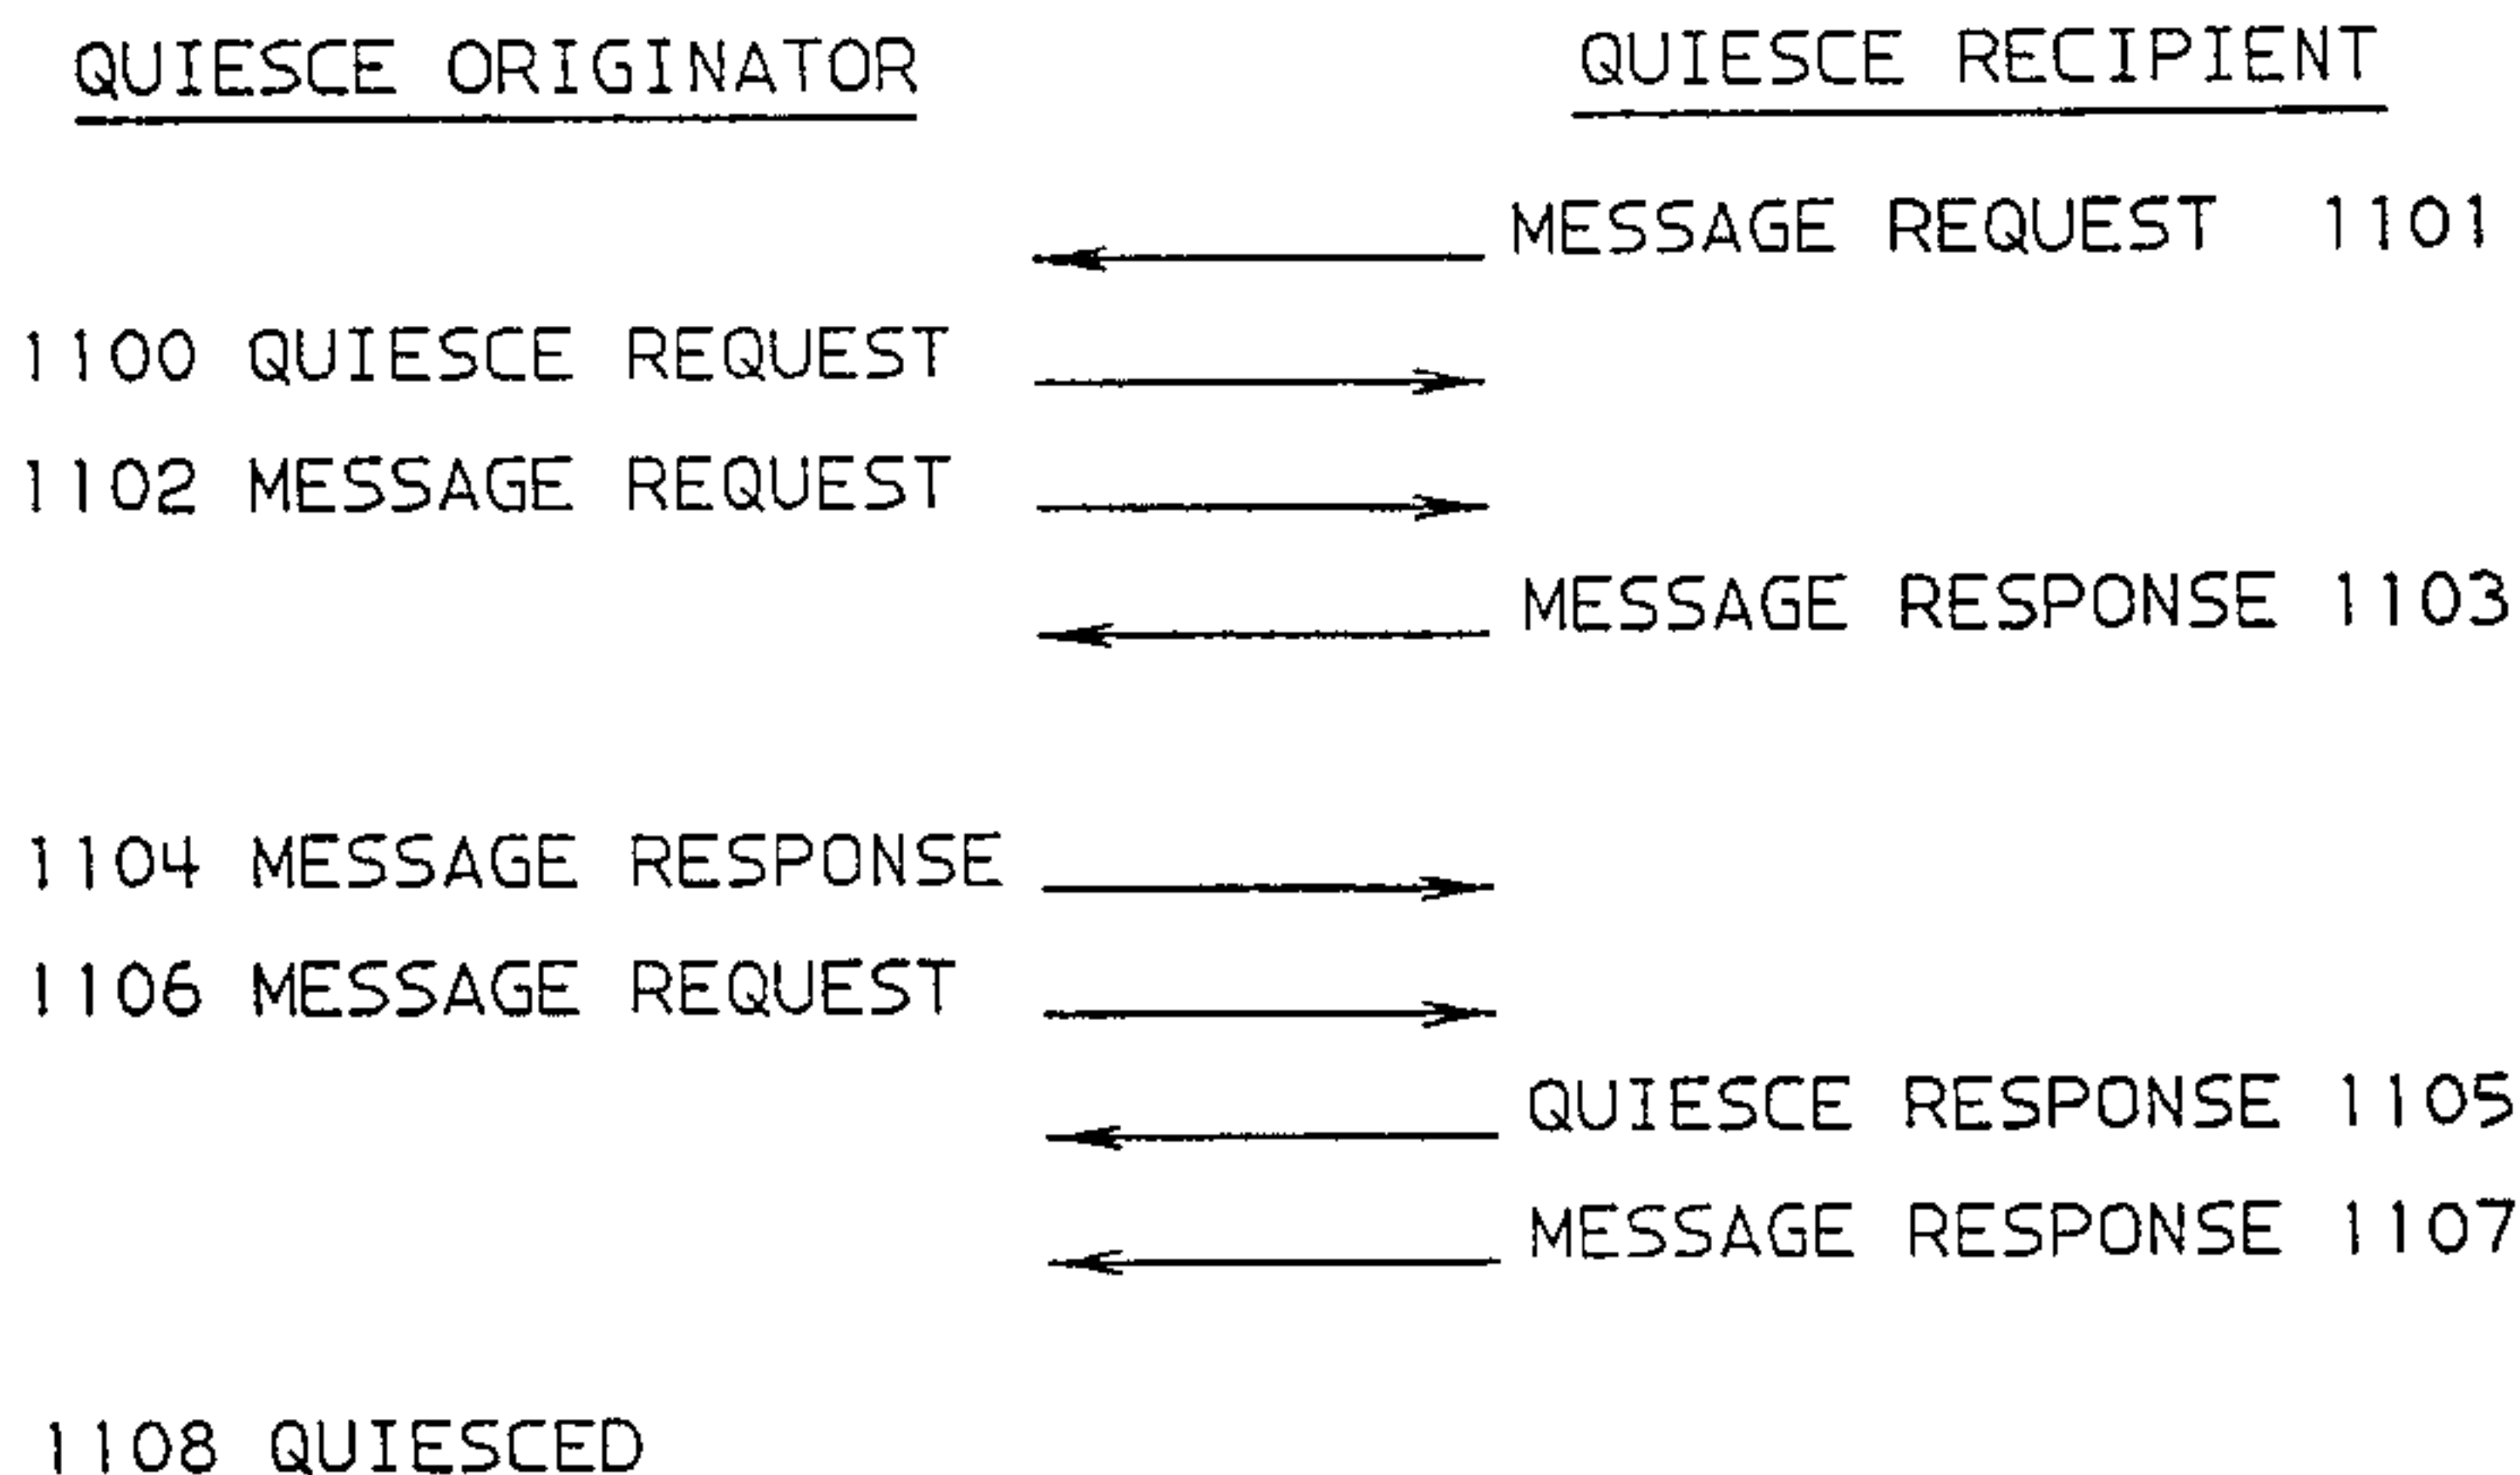 QUIESCE ORIGINATOR
QUIESCE RECIPIENT
MESSAGE REQUEST 1101
1100 QUIESCE REQUEST
1102 MESSAGE REQUEST
MESSAGE RESPONSE 1103
1104 MESSAGE RESPONSE
1106 MESSAGE REQUEST
QUIESCE RESPONSE 1105
MESSAGE RESPONSE 1107
1108 QUIESCED